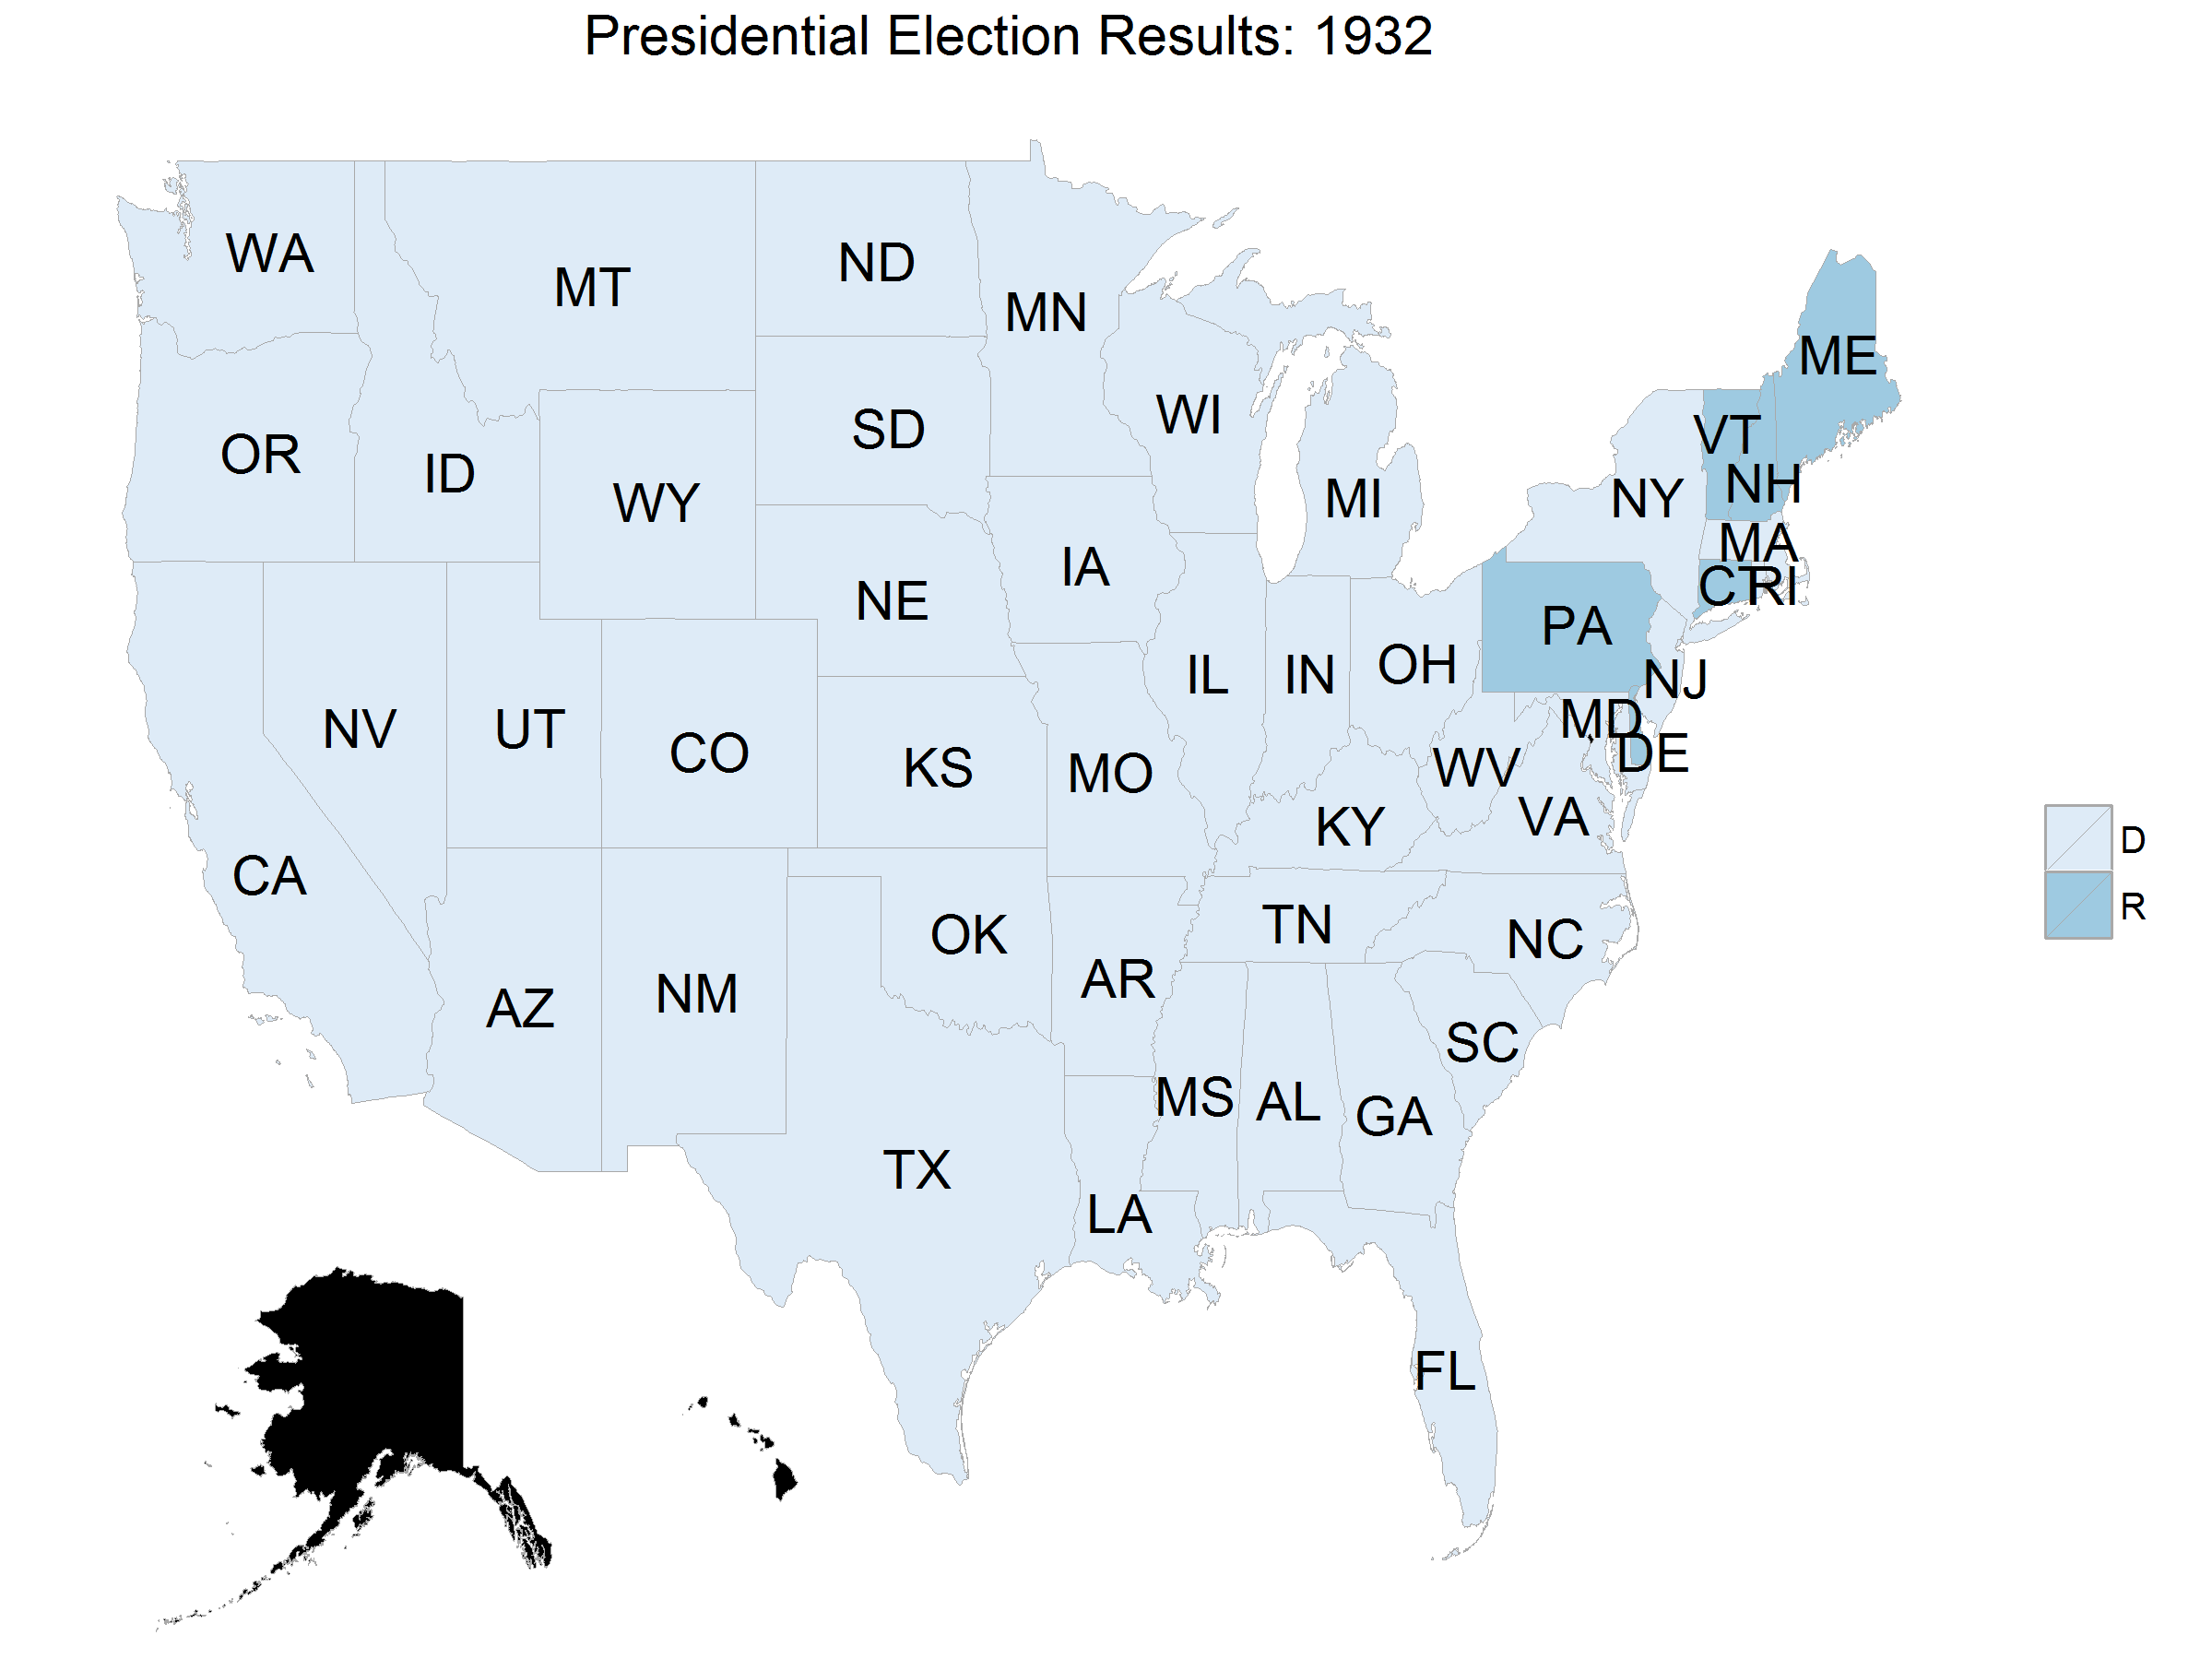 Presidential Election Results: 1932
WA
MT
ND
MN
ME
OR
ID
WY
SD
WI
MI
NY
VT
NH
MA
CT
RI
IA
NE
PA
NV
UT
CO
KS
MO
IL
IN
OH
NJ
MD
DE
WV
VA
KY
CA
AZ
NM
OK
AR
TN
NC
SC
MS
AL
GA
TX
LA
FL
D
R